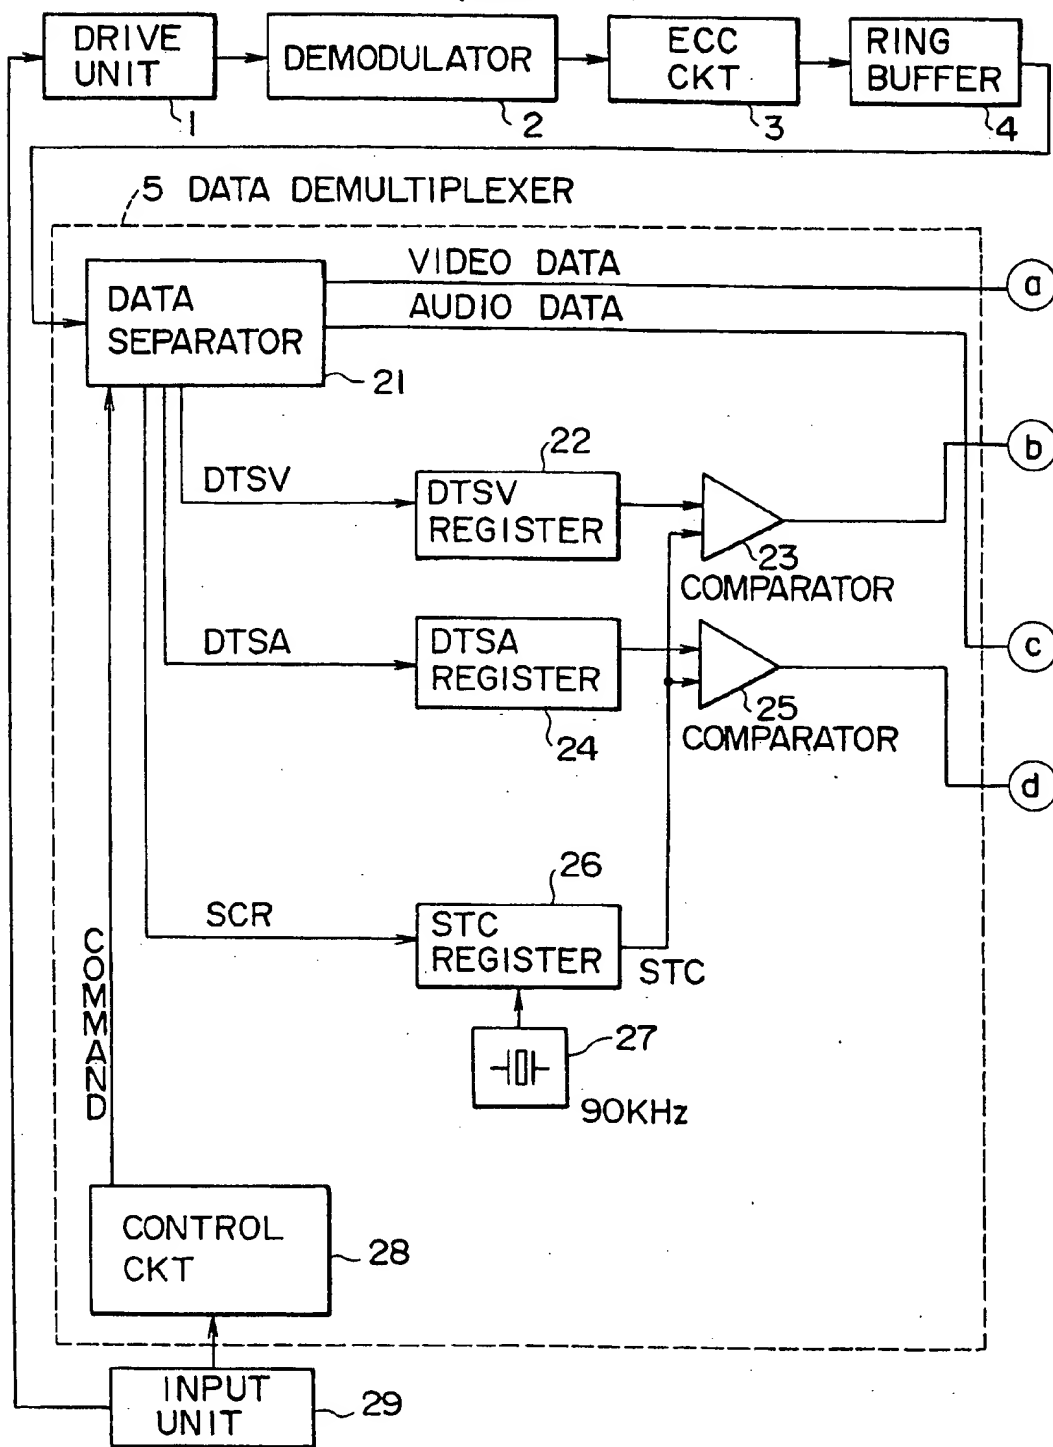 DRIVE
UNIT
1
DEMODULATOR
2
ECC
CKT
3
RING
BUFFER
4
5 DATA DEMULTIPLEXER
DATA
SEPARATOR
21
VIDEO DATA
a
AUDIO DATA
b
DTSV
22
DTSV
REGISTER
23
COMPARATOR
DTSA
DTSA
REGISTER
24
25
COMPARATOR
c
d
SCR
26
STC
REGISTER
STC
27
90KHz
COMMAND
CONTROL
CKT
28
INPUT
UNIT
29